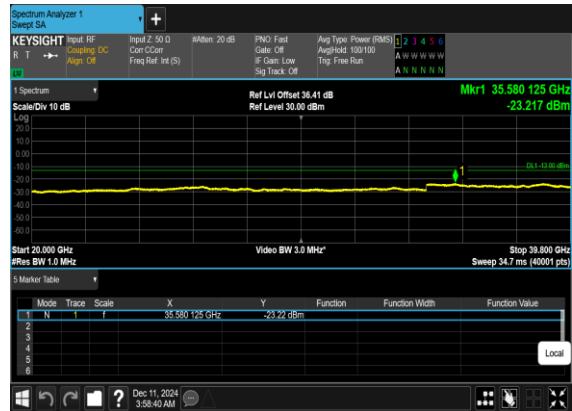 Spectrum Analyzer 1
Swept SA
+
KEYSIGHT Input: RF Input Z: 50 Ω #Atten: 20 dB PNO: Fast Avg Type: Power (RMS) 1 2 3 4 5 6
R T Coupling: DC Corr CCorr Gate: Off Avg|Hold: 100/100 A W W W W W
Align: Off Freq Ref: Int (S) IF Gain: Low Trig: Free Run A N N N N N
Sig Track: Off
1 Spectrum Ref Lvl Offset 36.41 dB Mkr1 35.580 125 GHz
Scale/Div 10 dB Ref Level 30.00 dBm -23.217 dBm
Log
20.0
10.0
0.00
-10.0 1 DL1 -13.00 dBm
-20.0
-30.0
-40.0
-50.0
-60.0
Start 20.000 GHz Video BW 3.0 MHz* Stop 39.800 GHz
#Res BW 1.0 MHz Sweep 34.7 ms (40001 pts)
5 Marker Table
Mode Trace Scale X Y Function Function Width Function Value
1 N 1 f 35.580 125 GHz -23.22 dBm
2
3
4
5
6
Local
? Dec 11, 2024
3:58:40 AM